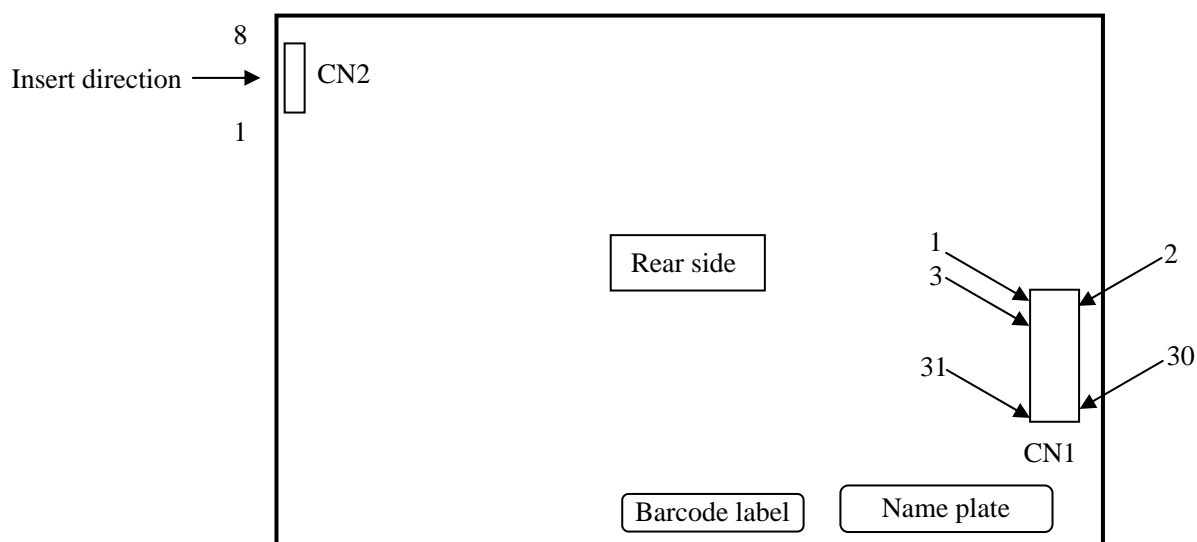 8
Insert direction
CN2
1
Rear side
1
2
3
31
30
CN1
Barcode label
Name plate